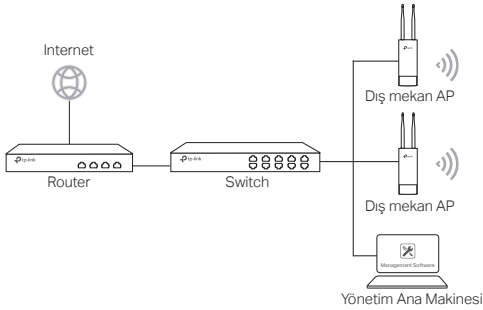 Internet
tp-link
Router
tp-link
Switch
Dış mekan AP
Dış mekan AP
Management Software
Yönetim Ana Makinesi